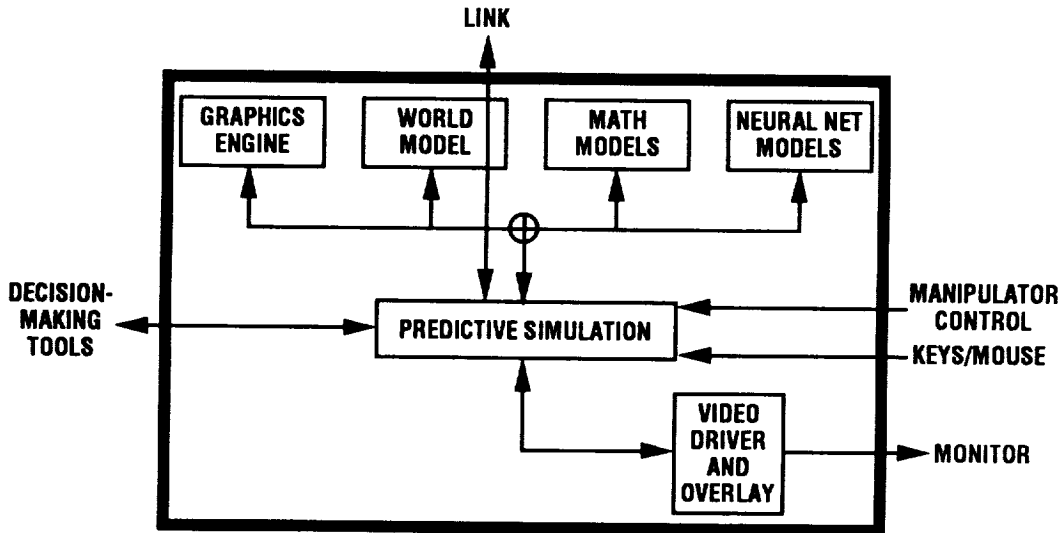 LINK
GRAPHICS
ENGINE
WORLD
MODEL
MATH
MODELS
NEURAL NET
MODELS
DECISION-
MAKING
TOOLS
PREDICTIVE SIMULATION
MANIPULATOR
CONTROL
KEYS/MOUSE
VIDEO
DRIVER
AND
OVERLAY
MONITOR